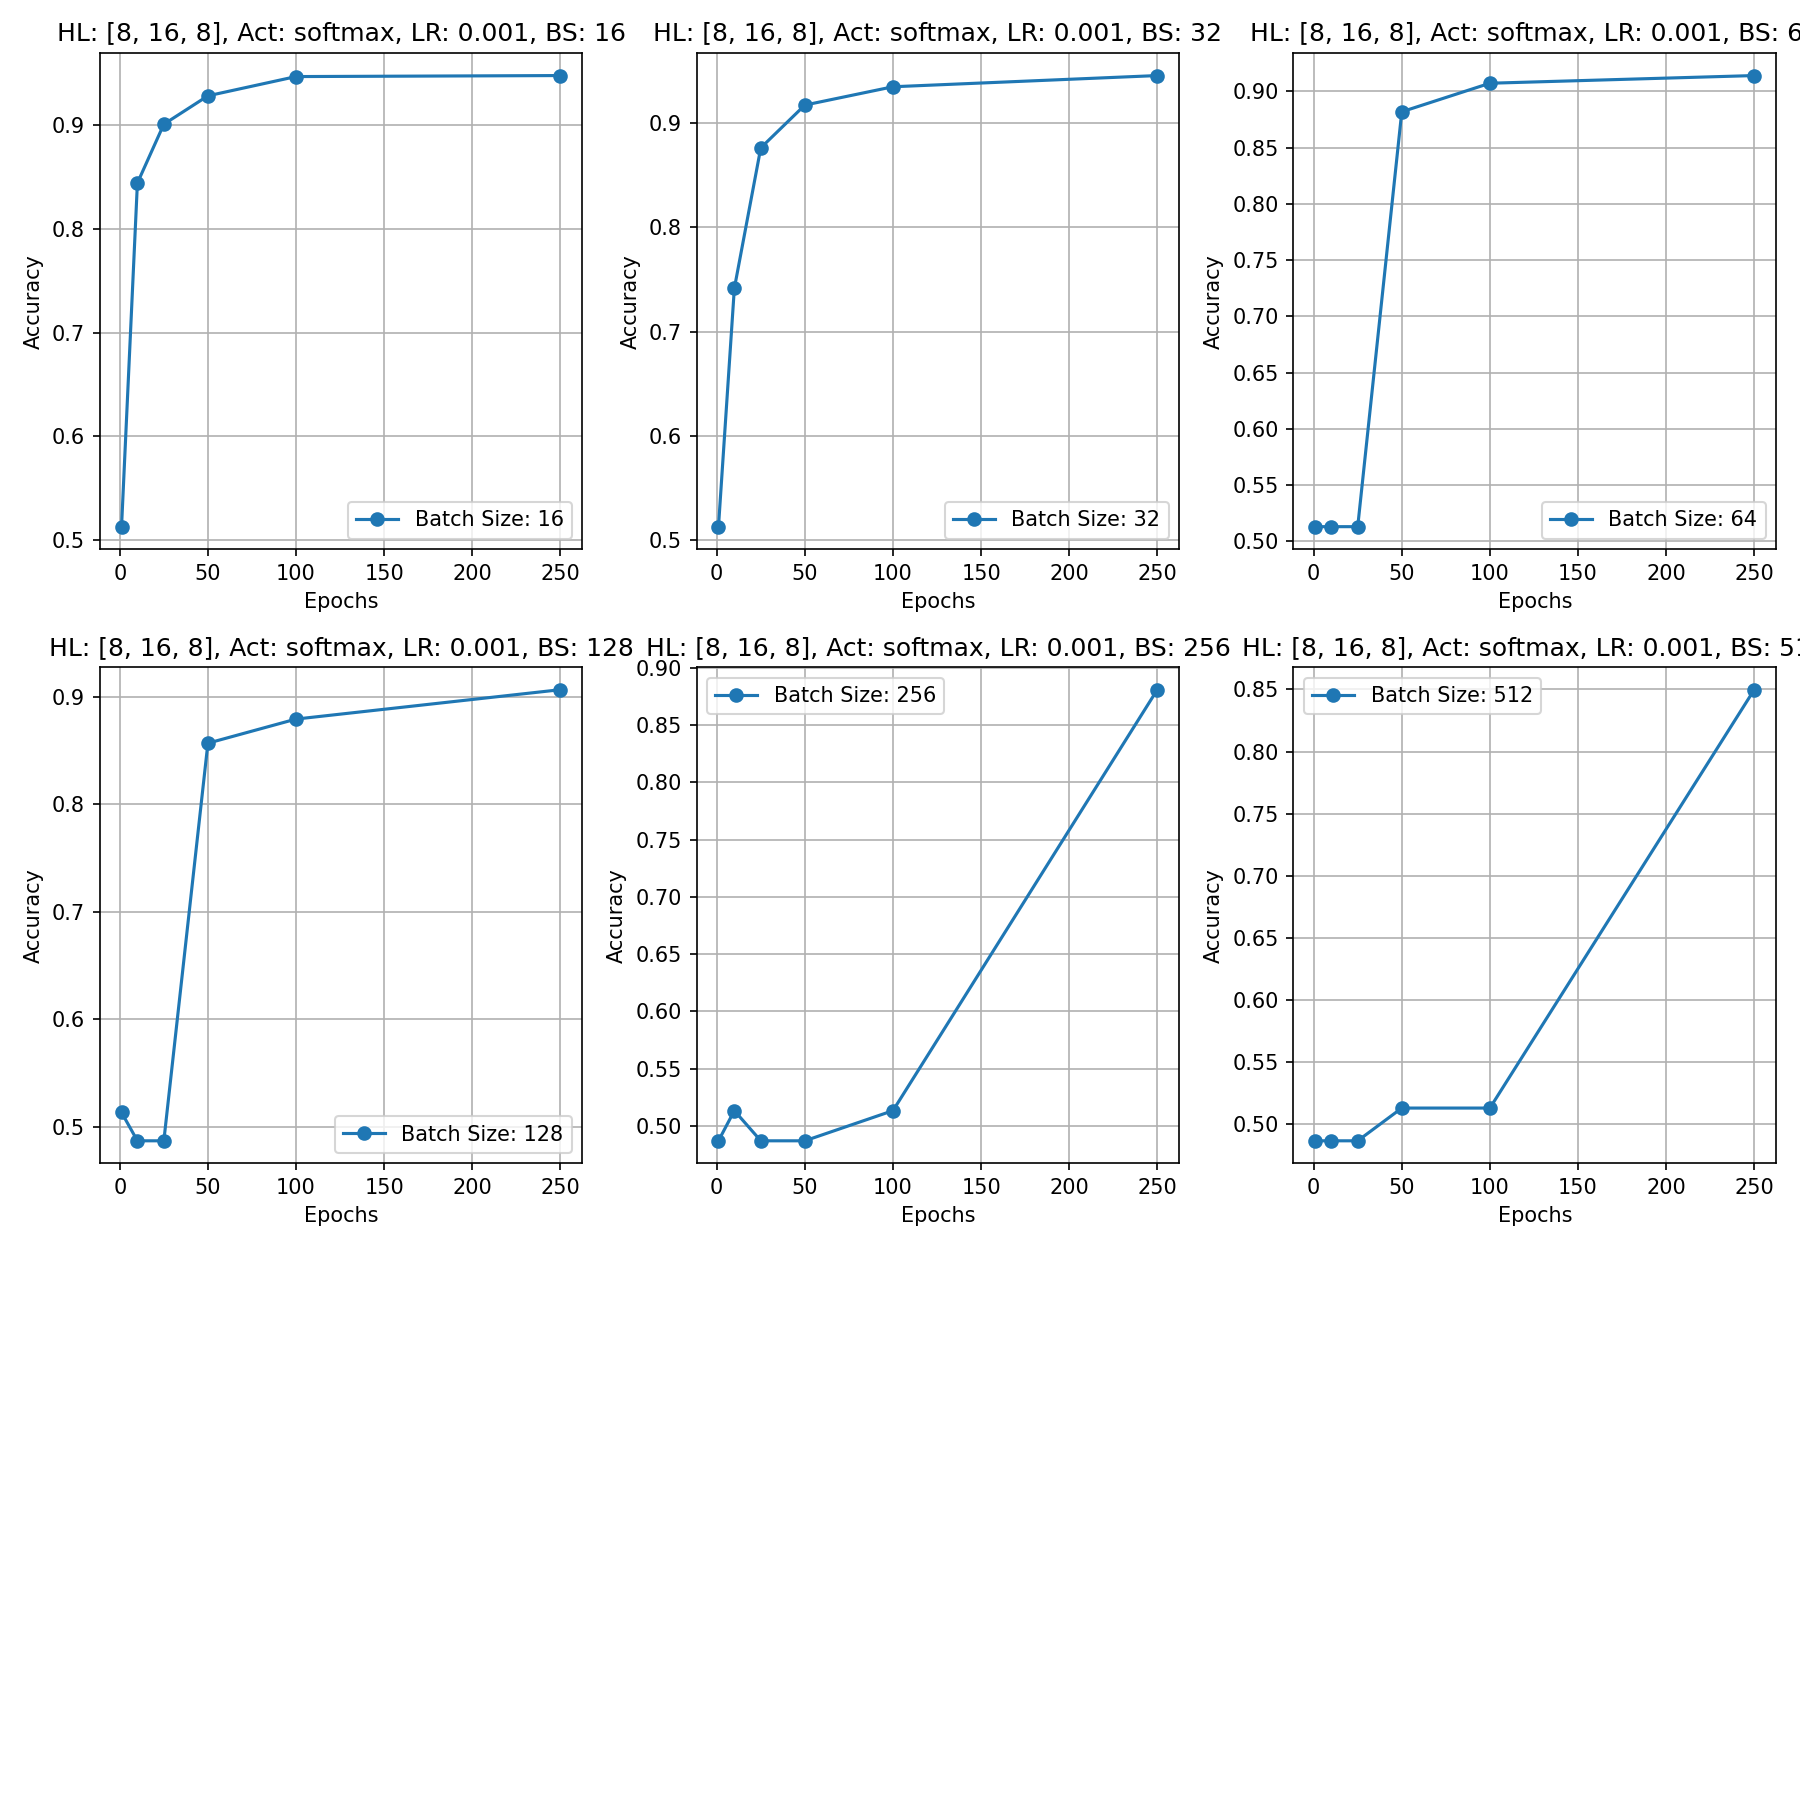 HL: [8, 16, 8], Act: softmax, LR: 0.001, BS: 16
Accuracy
0.9
0.8
0.7
0.6
0.5
0 50 100 150 200 250
Epochs
Batch Size: 16
HL: [8, 16, 8], Act: softmax, LR: 0.001, BS: 32
Accuracy
0.9
0.8
0.7
0.6
0.5
0 50 100 150 200 250
Epochs
Batch Size: 32
HL: [8, 16, 8], Act: softmax, LR: 0.001, BS: 6
Accuracy
0.90
0.85
0.80
0.75
0.70
0.65
0.60
0.55
0.50
0 50 100 150 200 250
Epochs
Batch Size: 64
HL: [8, 16, 8], Act: softmax, LR: 0.001, BS: 128
Accuracy
0.9
0.8
0.7
0.6
0.5
0 50 100 150 200 250
Epochs
Batch Size: 128
HL: [8, 16, 8], Act: softmax, LR: 0.001, BS: 256
Accuracy
0.90
0.85
0.80
0.75
0.70
0.65
0.60
0.55
0.50
0 50 100 150 200 250
Epochs
Batch Size: 256
HL: [8, 16, 8], Act: softmax, LR: 0.001, BS: 51
Accuracy
0.85
0.80
0.75
0.70
0.65
0.60
0.55
0.50
0 50 100 150 200 250
Epochs
Batch Size: 512